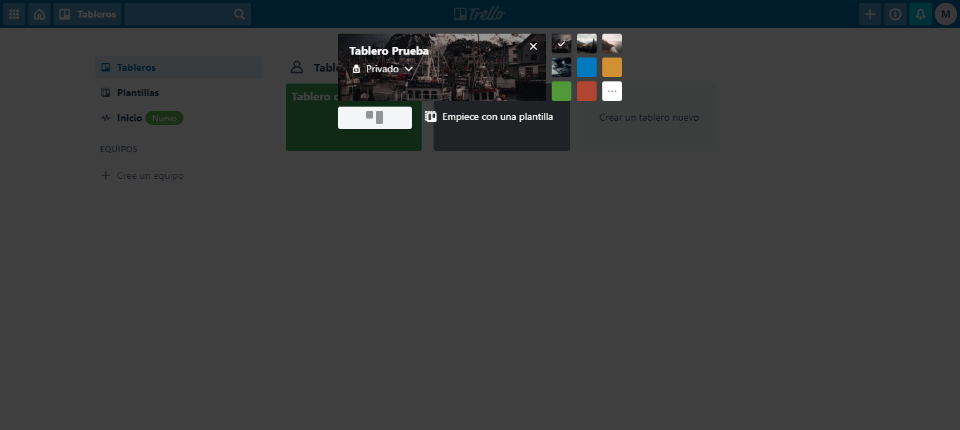 Tableros
Trello
M
Tablero Prueba
Privado
Tableros
Plantillas
Inicio Nuevo
EQUIPOS
Cree un equipo
Tablero
Empiece con una plantilla
Crear un tablero nuevo